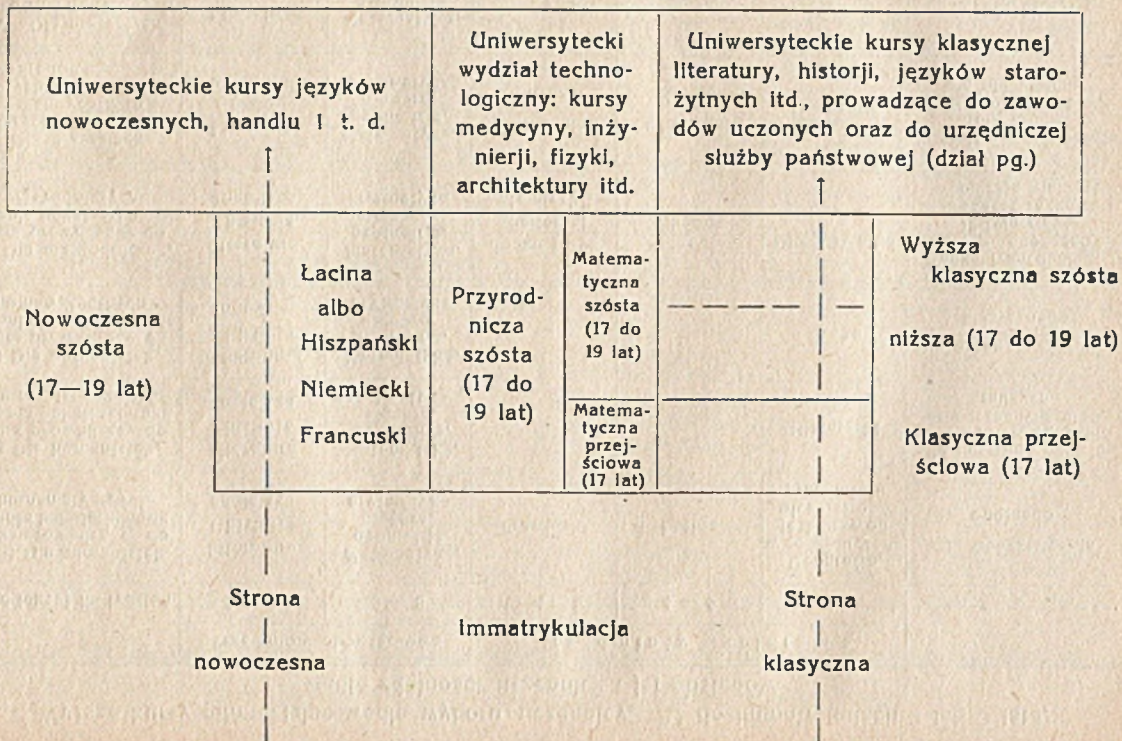 Uniwersyteckie kursy języków
nowoczesnych, handlu i t. d.
Uniwersytecki
wydział techno-
logiczny: kursy
medycyny, inży-
nierji, fizyki,
architektury itd.
Uniwersyteckie kursy klasycznej
literatury, historji, języków staro-
żytnych itd., prowadzące do zawo-
dów uczonych oraz do urzędniczej
służby państwowej (dział pg.)
Nowoczesna
szósta
(17—19 lat)
Łacina
albo
Hiszpański
Niemiecki
Francuski
Przyrod-
nicza
szósta
(17 do
19 lat)
Matema-
tyczna
szósta
(17 do
19 lat)
Matema-
tyczna
przej-
ściowa
(17 lat)
Wyższa
klasyczna szósta
niższa (17 do 19 lat)
Klasyczna przej-
ściowa (17 lat)
Strona
nowoczesna
Immatrykulacja
Strona
klasyczna